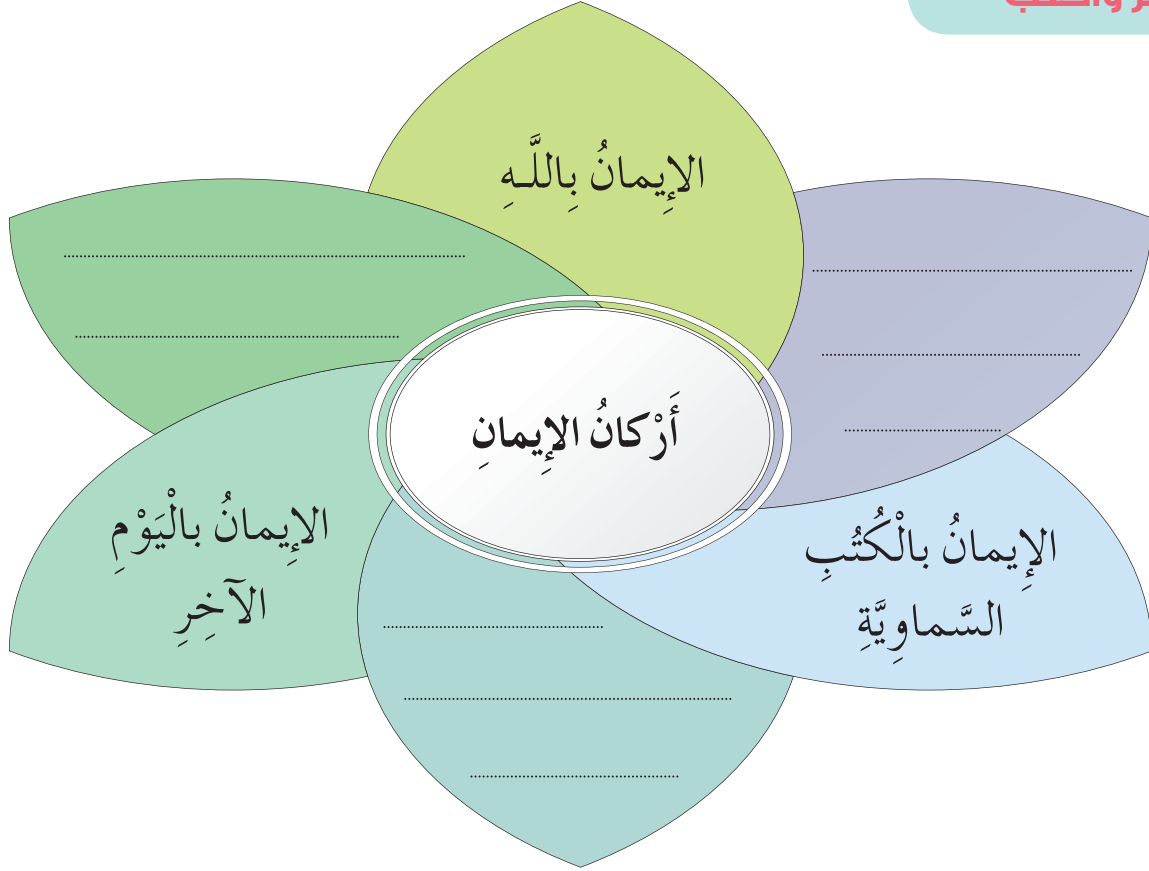 الإِيمانُ بِاللَّـهِ
أَرْكانُ الإِيمانِ
الإِيمانُ بالْكُتُبِ
السَّماوِيَّةِ
الإِيمانُ بالْيَوْمِ
الآخِرِ